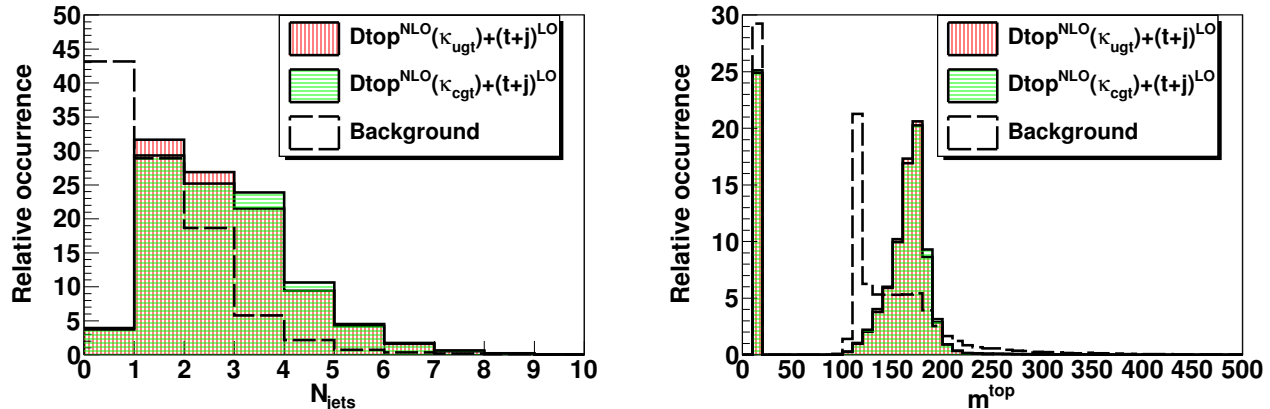 Relative occurrence
50
45
40
35
30
25
20
15
10
5
0
Dtop^NLO(κ_ugt)+(t+j)^LO
Dtop^NLO(κ_cgt)+(t+j)^LO
Background
0 1 2 3 4 5 6 7 8 9 10
N_jets
Relative occurrence
30
25
20
15
10
5
0
Dtop^NLO(κ_ugt)+(t+j)^LO
Dtop^NLO(κ_cgt)+(t+j)^LO
Background
0 50 100 150 200 250 300 350 400 450 500
m^top